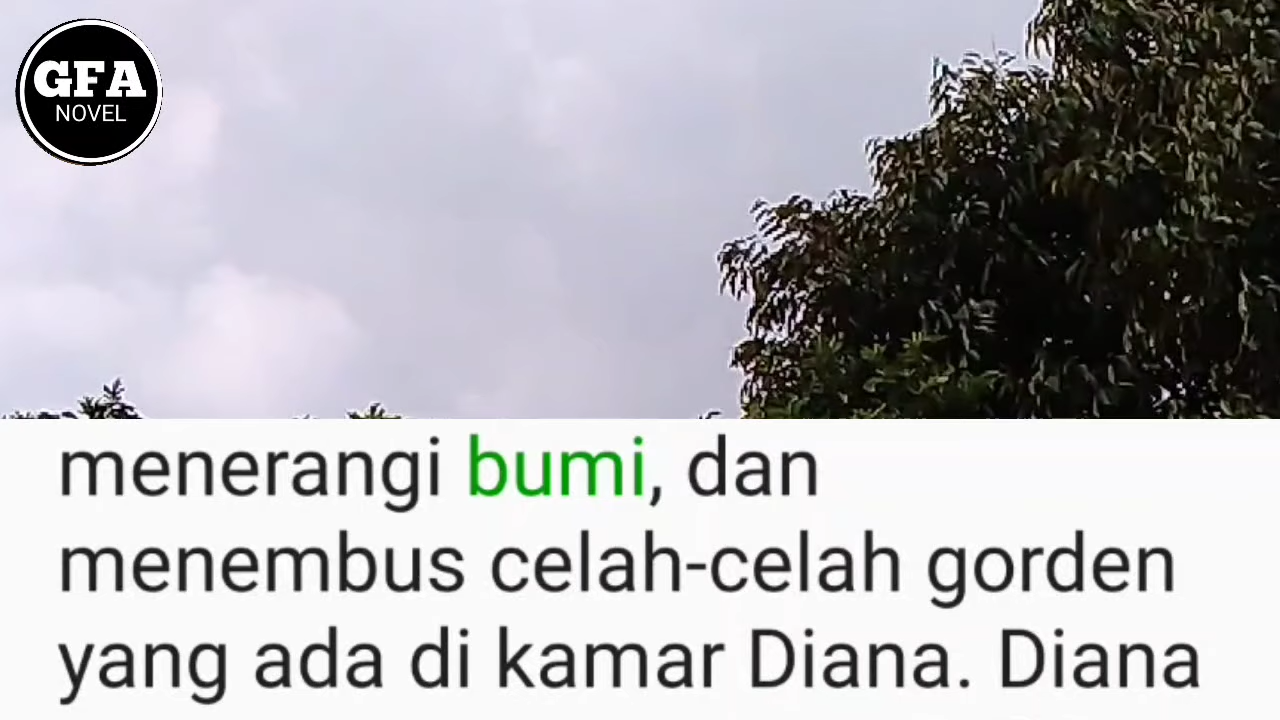 GFA
NOVEL
menerangi bumi, dan
menembus celah-celah gorden
yang ada di kamar Diana. Diana